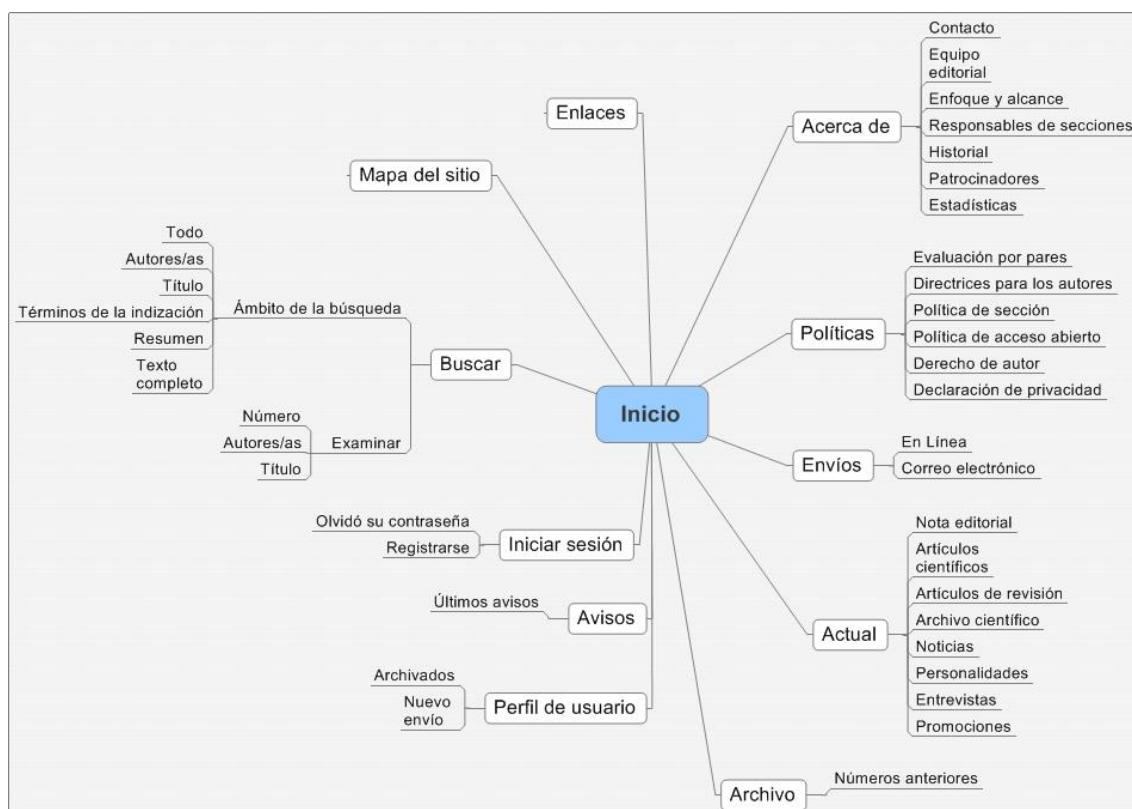 Inicio
Enlaces
Mapa del sitio
Buscar
Ámbito de la búsqueda
Todo
Autores/as
Título
Términos de la indización
Resumen
Texto
completo
Examinar
Número
Autores/as
Título
Iniciar sesión
Olvidó su contraseña
Registrarse
Avisos
Últimos avisos
Perfil de usuario
Archivados
Nuevo
envío
Acerca de
Contacto
Equipo
editorial
Enfoque y alcance
Responsables de secciones
Historial
Patrocinadores
Estadísticas
Políticas
Evaluación por pares
Directrices para los autores
Política de sección
Política de acceso abierto
Derecho de autor
Declaración de privacidad
Envíos
En Línea
Correo electrónico
Actual
Nota editorial
Artículos
científicos
Artículos de revisión
Archivo científico
Noticias
Personalidades
Entrevistas
Promociones
Archivo
Números anteriores